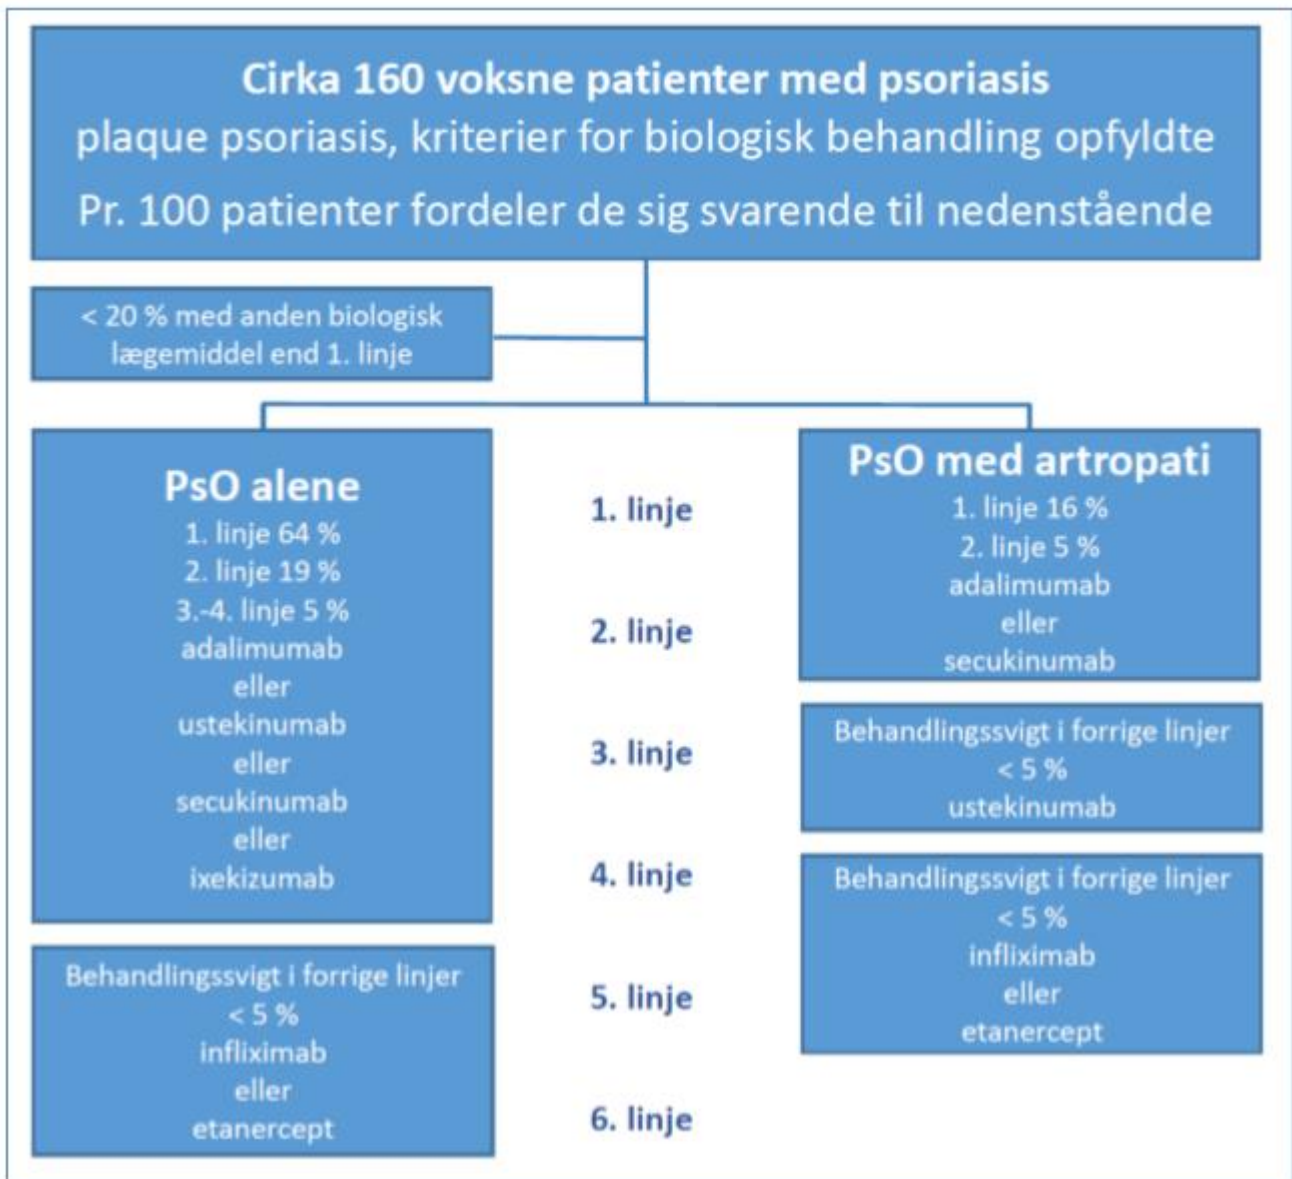 Cirka 160 voksne patienter med psoriasis
plaque psoriasis, kriterier for biologisk behandling opfyldte
Pr. 100 patienter fordeler de sig svarende til nedenstående
< 20 % med anden biologisk
lægemiddel end 1. linje
PsO alene
1. linje 64 %
2. linje 19 %
3.-4. linje 5 %
adalimumab
eller
ustekinumab
eller
secukinumab
eller
ixekizumab
Behandlingssvigt i forrige linjer
< 5 %
infliximab
eller
etanercept
1. linje
2. linje
3. linje
4. linje
5. linje
6. linje
PsO med artropati
1. linje 16 %
2. linje 5 %
adalimumab
eller
secukinumab
Behandlingssvigt i forrige linjer
< 5 %
ustekinumab
Behandlingssvigt i forrige linjer
< 5 %
infliximab
eller
etanercept